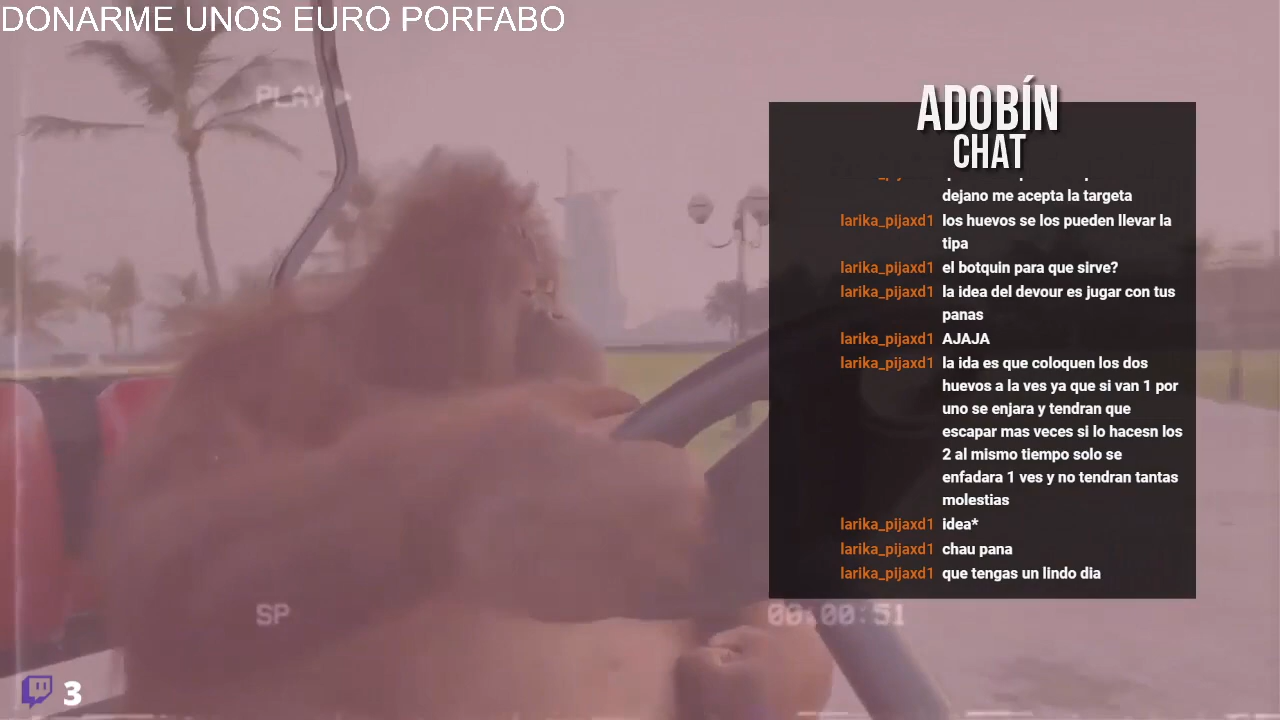 DONARME UNOS EURO PORFABO
PLAY
ADOBÍN
CHAT
dejano me acepta la targeta
larika_pijaxd1 los huevos se los pueden llevar la
tipa
larika_pijaxd1 el botquin para que sirve?
larika_pijaxd1 la idea del devour es jugar con tus
panas
larika_pijaxd1 AJAJA
larika_pijaxd1 la ida es que coloquen los dos
huevos a la ves ya que si van 1 por
uno se enjara y tendran que
escapar mas veces si lo hacesn los
2 al mismo tiempo solo se
enfadara 1 ves y no tendran tantas
molestias
larika_pijaxd1 idea*
larika_pijaxd1 chau pana
larika_pijaxd1 que tengas un lindo dia
SP 00:00:51
3